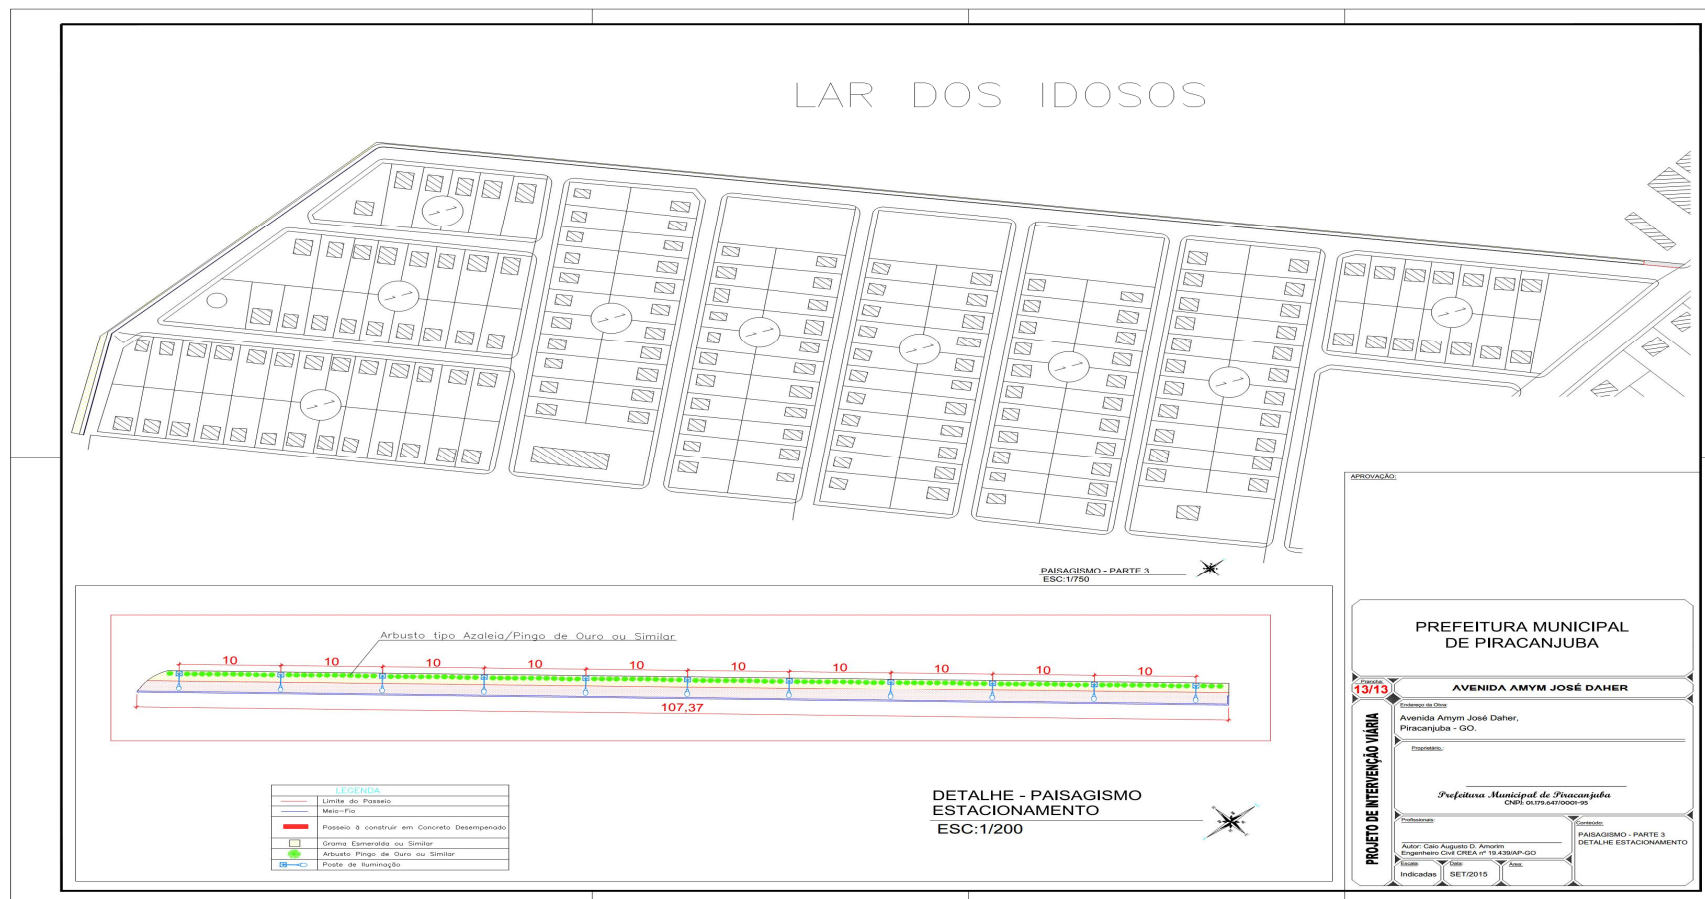 LAR DOS IDOSOS
PAISAGISMO - PARTE 3
ESC:1/750
Arbusto tipo Azaleia/Pingo de Ouro ou Similar
10 10 10 10 10 10 10 10 10 10
107,37
LEGENDA
Limite do Passeio
Meio-Fio
Passeio à construir em Concreto Desempenado
Grama Esmeralda ou Similar
Arbusto Pingo de Ouro ou Similar
Poste de Iluminação
DETALHE - PAISAGISMO
ESTACIONAMENTO
ESC:1/200
APROVAÇÃO:
PREFEITURA MUNICIPAL
DE PIRACANJUBA
Prancha:
13/13
AVENIDA AMYM JOSÉ DAHER
PROJETO DE INTERVENÇÃO VIÁRIA
Endereço da Obra:
Avenida Amym José Daher,
Piracanjuba - GO.
Proprietário.:
Prefeitura Municipal de Piracanjuba
CNPJ: 01.179.647/0001-95
Profissionais:
Autor: Caio Augusto D. Amorim
Engenheiro Civil CREA nº 19.439/AP-GO
Conteúdo:
PAISAGISMO - PARTE 3
DETALHE ESTACIONAMENTO
Escala:
Indicadas
Data:
SET/2015
Área: